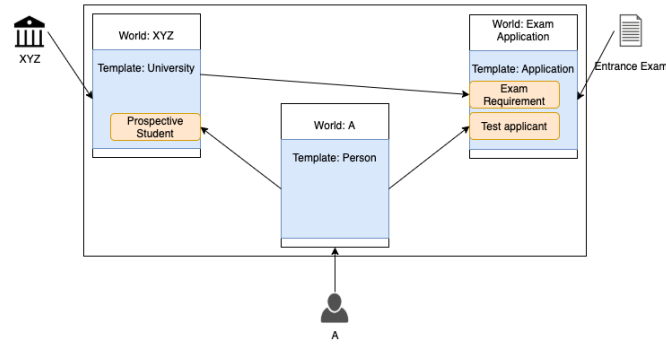 XYZ
World: XYZ
Template: University
Prospective
Student
World: A
Template: Person
World: Exam
Application
Template: Application
Exam
Requirement
Test applicant
Entrance Exam
A